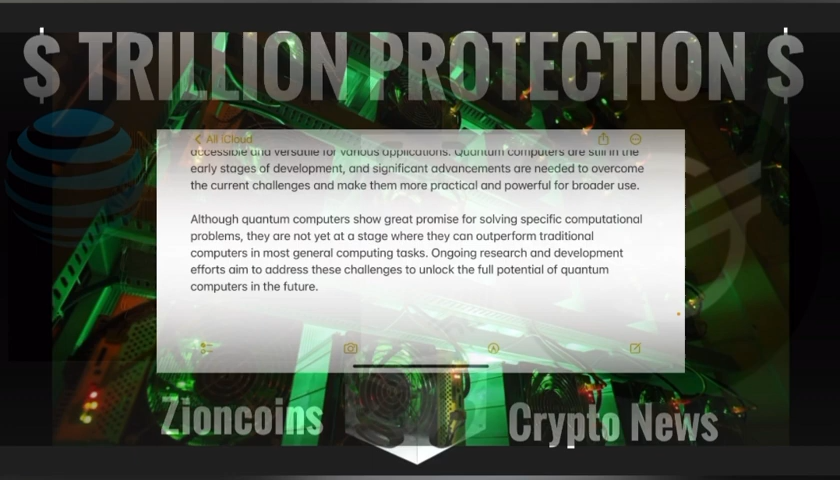 $ TRILLION PROTECTION $
All iCloud
accessible and versatile for various applications. Quantum computers are still in the
early stages of development, and significant advancements are needed to overcome
the current challenges and make them more practical and powerful for broader use.
Although quantum computers show great promise for solving specific computational
problems, they are not yet at a stage where they can outperform traditional
computers in most general computing tasks. Ongoing research and development
efforts aim to address these challenges to unlock the full potential of quantum
computers in the future.
Zioncoins
Crypto News